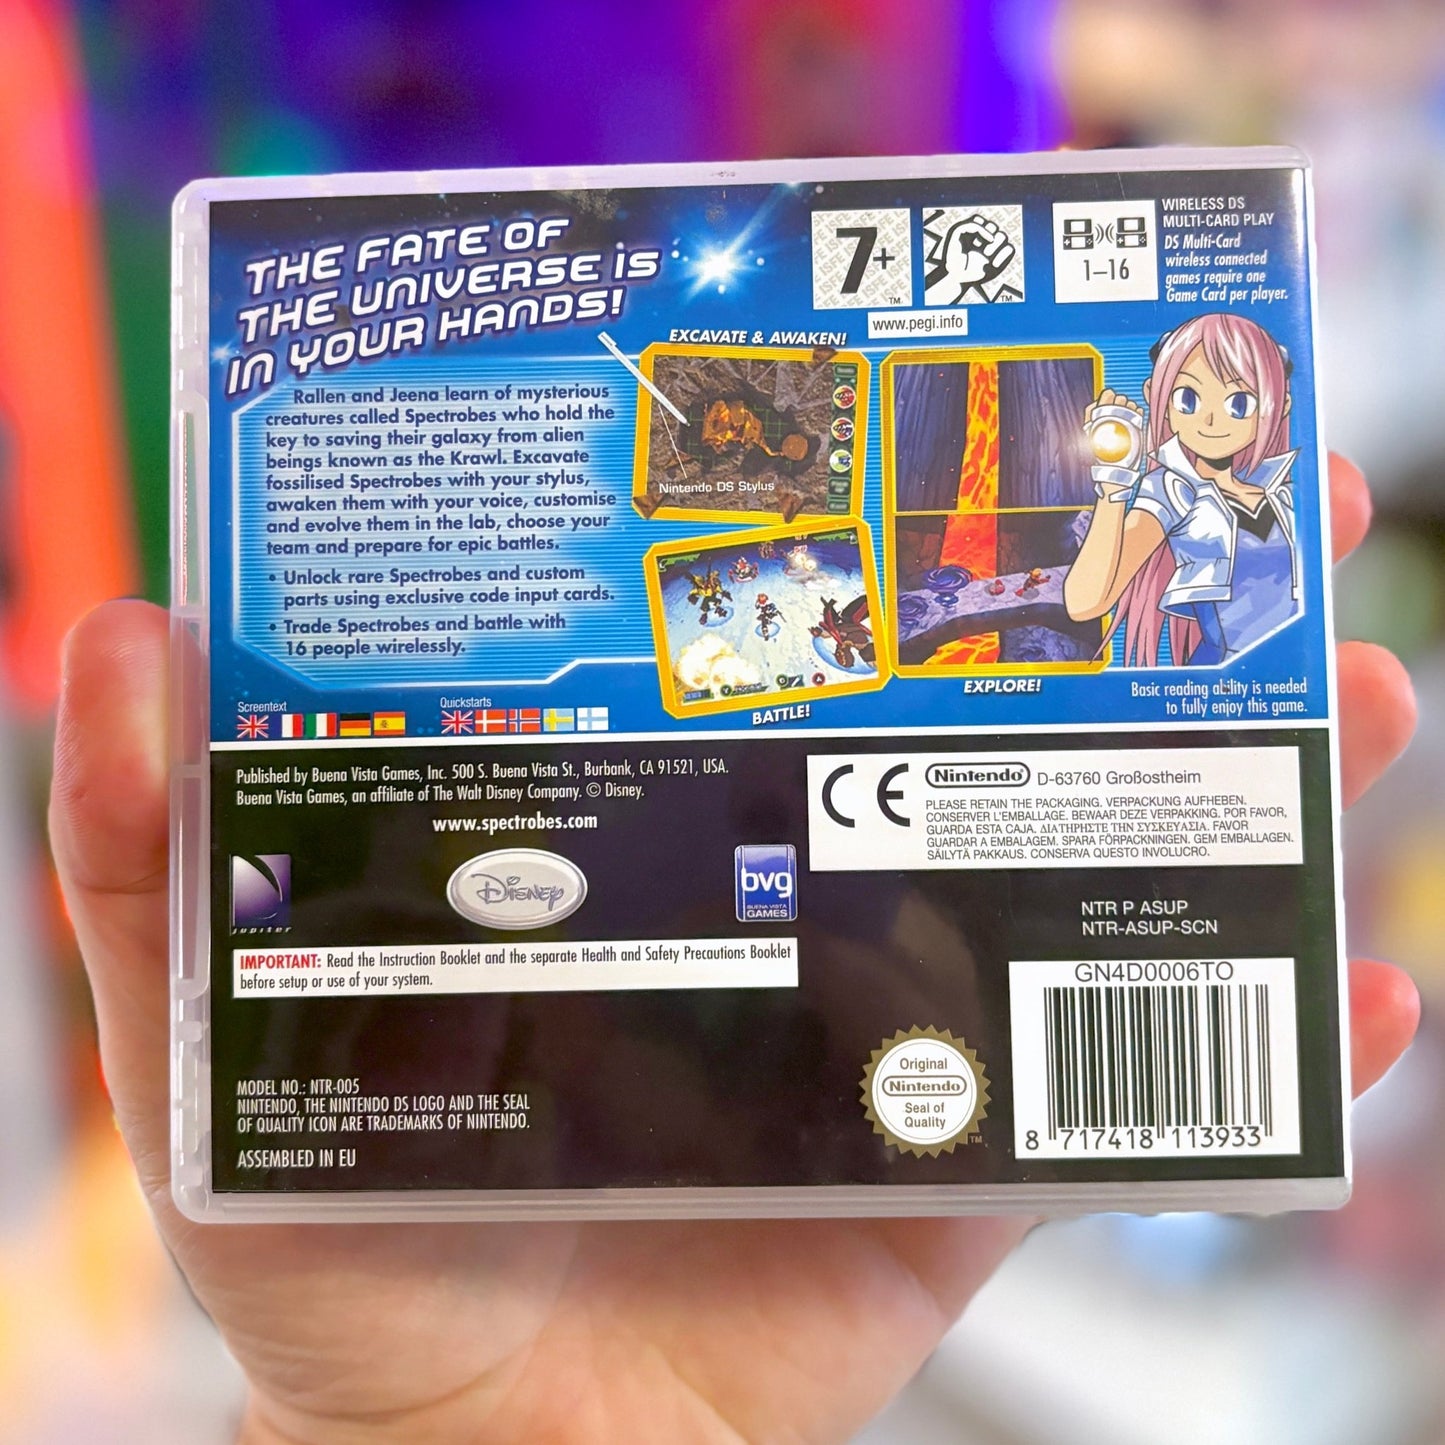 THE FATE OF
THE UNIVERSE IS
IN YOUR HANDS!
Rallen and Jeena learn of mysterious
creatures called Spectrobes who hold the
key to saving their galaxy from alien
beings known as the Krawl. Excavate
fossilised Spectrobes with your stylus,
awaken them with your voice, customise
and evolve them in the lab, choose your
team and prepare for epic battles.
• Unlock rare Spectrobes and custom
parts using exclusive code input cards.
• Trade Spectrobes and battle with
16 people wirelessly.
7+
TM
TM
www.pegi.info
1–16
WIRELESS DS
MULTI-CARD PLAY
DS Multi-Card
wireless connected
games require one
Game Card per player.
EXCAVATE & AWAKEN!
Nintendo DS Stylus
BATTLE!
EXPLORE!
Basic reading ability is needed
to fully enjoy this game.
Screentext
Quickstarts
Published by Buena Vista Games, Inc. 500 S. Buena Vista St., Burbank, CA 91521, USA.
Buena Vista Games, an affiliate of The Walt Disney Company. © Disney.
www.spectrobes.com
jupiter
Disney
bvg
BUENA VISTA
GAMES
IMPORTANT: Read the Instruction Booklet and the separate Health and Safety Precautions Booklet
before setup or use of your system.
CE
Nintendo D-63760 Großostheim
PLEASE RETAIN THE PACKAGING. VERPACKUNG AUFHEBEN.
CONSERVER L'EMBALLAGE. BEWAAR DEZE VERPAKKING. POR FAVOR,
GUARDA ESTA CAJA. ΔΙΑΤΗΡΗΣΤΕ ΤΗΝ ΣΥΣΚΕΥΑΣΙΑ. FAVOR
GUARDAR A EMBALAGEM. SPARA FÖRPACKNINGEN. GEM EMBALLAGEN.
SÄILYTÄ PAKKAUS. CONSERVA QUESTO INVOLUCRO.
NTR P ASUP
NTR-ASUP-SCN
GN4D0006TO
8 717418 113933
Original
Nintendo
Seal of
Quality
TM
MODEL NO.: NTR-005
NINTENDO, THE NINTENDO DS LOGO AND THE SEAL
OF QUALITY ICON ARE TRADEMARKS OF NINTENDO.
ASSEMBLED IN EU